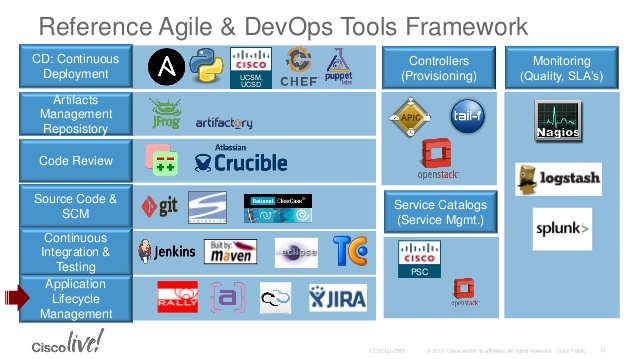 Reference Agile & DevOps Tools Framework
CD: Continuous
Deployment
CISCO
UCSM,
UCSD
CHEF
puppet
labs
Controllers
(Provisioning)
Monitoring
(Quality, SLA's)
Artifacts
Management
Reposistory
JFrog
artifactory
APIC
tail-f
openstack
Nagios
Code Review
Atlassian
Crucible
logstash
Source Code &
SCM
git
Rational
ClearCase
Service Catalogs
(Service Mgmt.)
splunk>
Continuous
Integration &
Testing
Jenkins
Built by:
maven
eclipse
TC
CISCO
PSC
openstack
Application
Lifecycle
Management
RALLY
{a}
JIRA
Cisco live!
© 2015 Cisco and/or its affiliates. All rights reserved.
Cisco Public
12